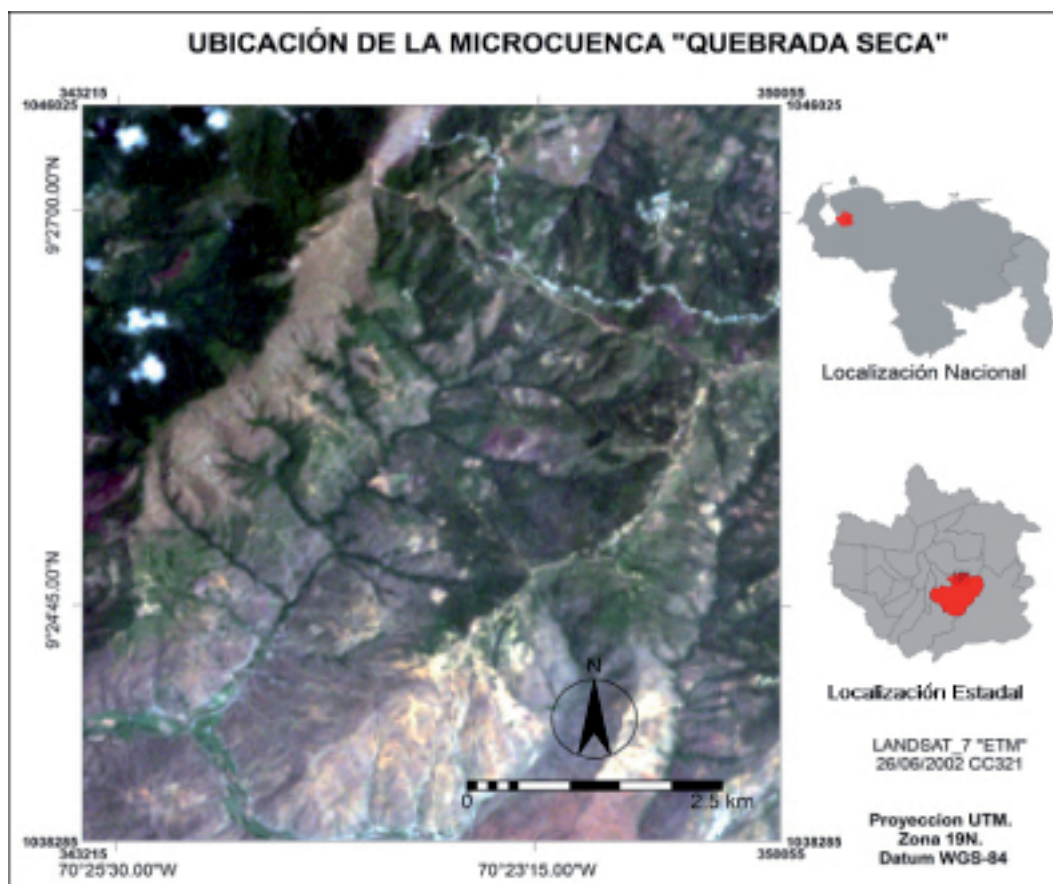 UBICACIÓN DE LA MICROCUENCA "QUEBRADA SECA"
343215
1046025
350055
1046025
9°27'00.00"N
9°24'45.00"N
Localización Nacional
Localización Estadal
N
0
2.5 km
LANDSAT_7 "ETM"
26/06/2002 CC321
Proyeccion UTM.
Zona 19N.
Datum WGS-84
1038285
343215
1038285
350055
70°25'30.00"W
70°23'15.00"W